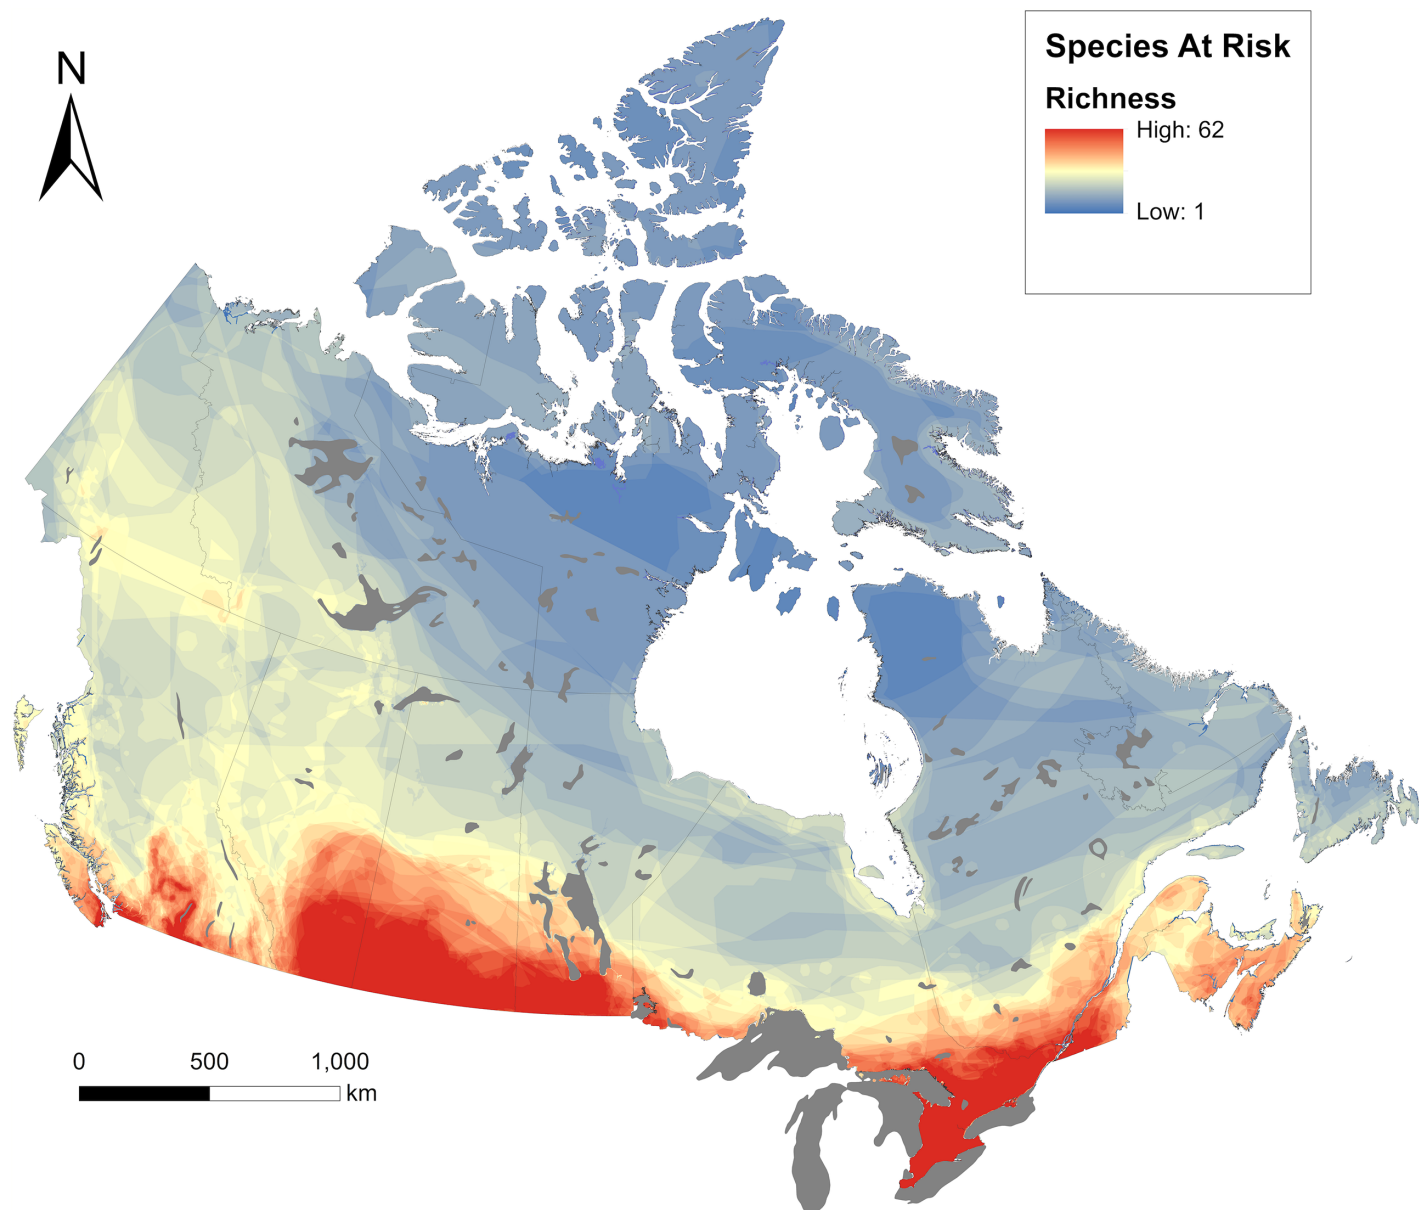 N
Species At Risk
Richness
High: 62
Low: 1
0 500 1,000
km